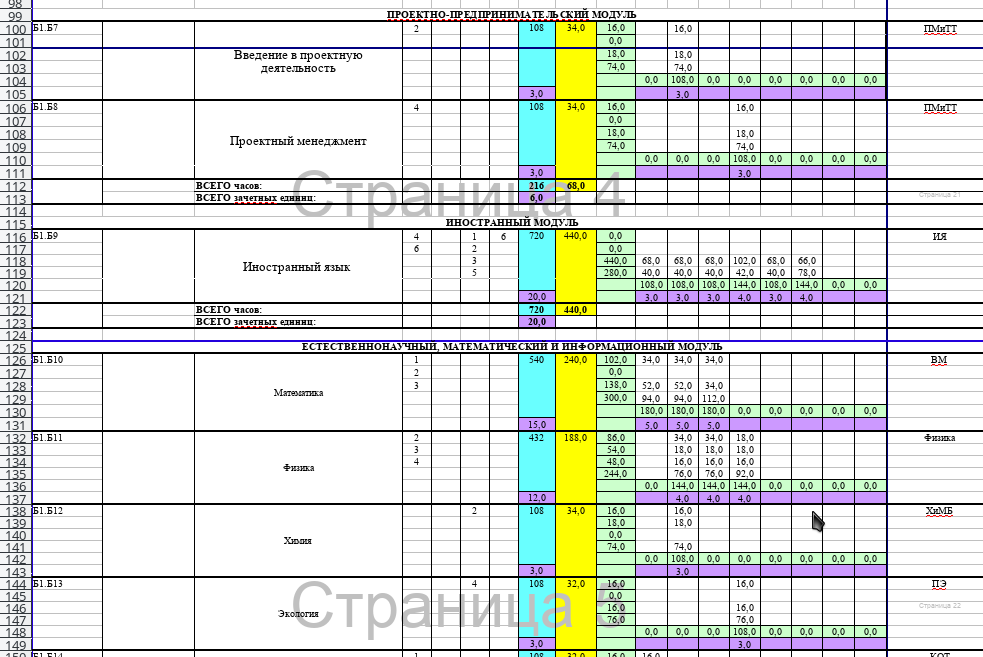 98
99 ПРОЕКТНО-ПРЕДПРИНИМАТЕЛЬСКИЙ МОДУЛЬ
100 Б1.Б7 2 108 34,0 16,0 16,0 ПМиТТ
101 0,0
102 Введение в проектную 18,0 18,0
103 деятельность 74,0 74,0
104 0,0 108,0 0,0 0,0 0,0 0,0 0,0 0,0
105 3,0 3,0
106 Б1.Б8 4 108 34,0 16,0 16,0 ПМиТТ
107 0,0
108 Проектный менеджмент 18,0 18,0
109 74,0 74,0
110 0,0 0,0 0,0 108,0 0,0 0,0 0,0 0,0
111 3,0 3,0
112 ВСЕГО часов: 216 68,0
Страница 4
Страница 21
113 ВСЕГО зачетных единиц: 6,0
114
115 ИНОСТРАННЫЙ МОДУЛЬ
116 Б1.Б9 4 1 6 720 440,0 0,0 ИЯ
117 6 2 0,0
118 Иностранный язык 3 440,0 68,0 68,0 68,0 102,0 68,0 66,0
119 5 280,0 40,0 40,0 40,0 42,0 40,0 78,0
120 108,0 108,0 108,0 144,0 108,0 144,0 0,0 0,0
121 20,0 3,0 3,0 3,0 4,0 3,0 4,0
122 ВСЕГО часов: 720 440,0
123 ВСЕГО зачетных единиц: 20,0
124
125 ЕСТЕСТВЕННОНАУЧНЫЙ, МАТЕМАТИЧЕСКИЙ И ИНФОРМАЦИОННЫЙ МОДУЛЬ
126 Б1.Б10 1 540 240,0 102,0 34,0 34,0 34,0 ВМ
127 2 0,0
128 Математика 3 138,0 52,0 52,0 34,0
129 300,0 94,0 94,0 112,0
130 180,0 180,0 180,0 0,0 0,0 0,0 0,0 0,0
131 15,0 5,0 5,0 5,0
132 Б1.Б11 2 432 188,0 86,0 34,0 34,0 18,0 Физика
133 3 54,0 18,0 18,0 18,0
134 Физика 4 48,0 16,0 16,0 16,0
135 244,0 76,0 76,0 92,0
136 0,0 144,0 144,0 144,0 0,0 0,0 0,0 0,0
137 12,0 4,0 4,0 4,0
138 Б1.Б12 2 108 34,0 16,0 16,0 ХиМБ
139 18,0 18,0
140 Химия 0,0
141 74,0 74,0
142 0,0 108,0 0,0 0,0 0,0 0,0 0,0 0,0
143 3,0 3,0
144 Б1.Б13 4 108 32,0 16,0 16,0 ПЭ
145 0,0
146 Экология 16,0 16,0
Страница 5
Страница 22
147 76,0 76,0
148 0,0 0,0 0,0 108,0 0,0 0,0 0,0 0,0
149 3,0 3,0
150 Б1.Б14 1 108 32,0 16,0 16,0 КОТ